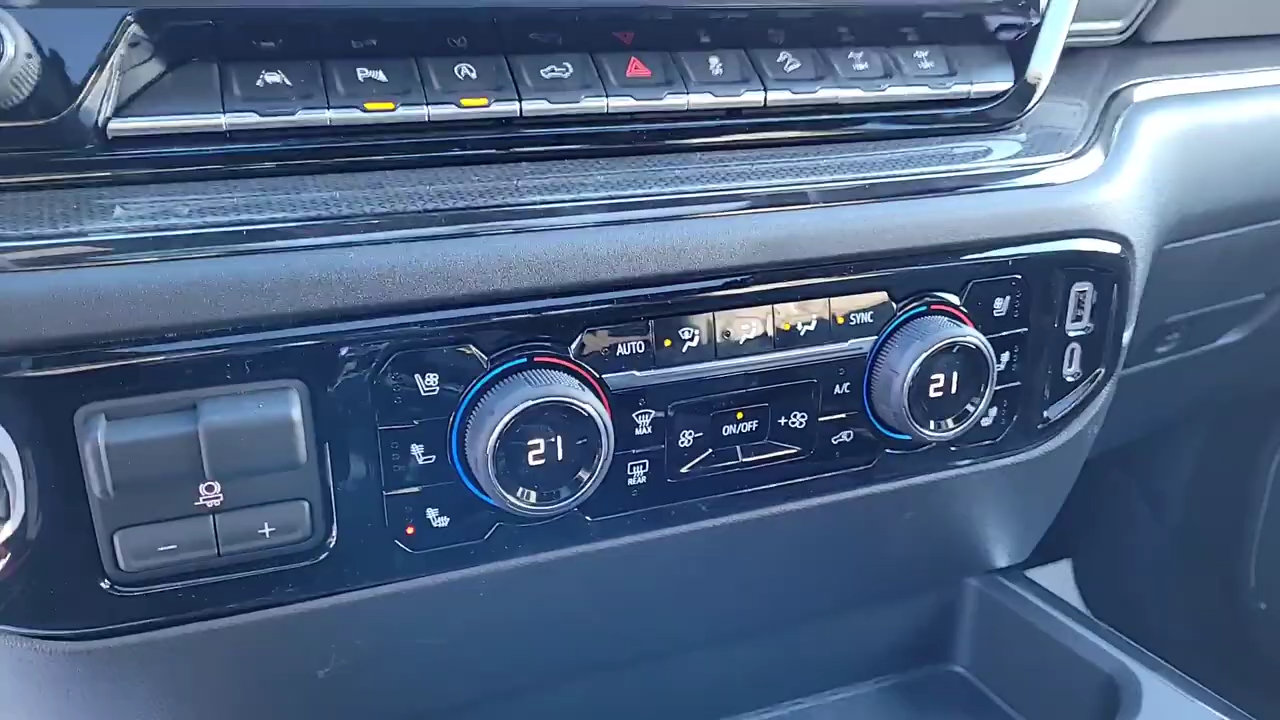 P
A
AUTO
SYNC
21
MAX
ON/OFF
A/C
21
REAR
- +